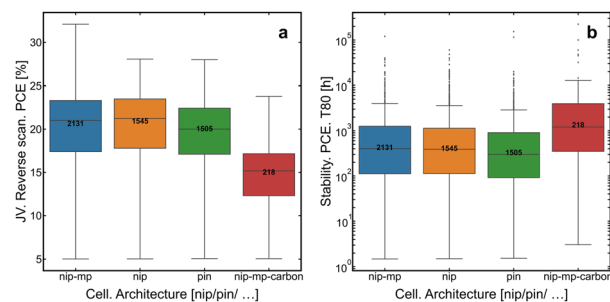 a
JV. Reverse scan. PCE [%]
30
25
20
15
10
5
2131
1545
1505
218
nip-mp
nip
pin
nip-mp-carbon
Cell. Architecture [nip/pin/ …]
b
Stability. PCE. T80 [h]
10⁵
10⁴
10³
10²
10¹
10⁰
2131
1545
1505
218
nip-mp
nip
pin
nip-mp-carbon
Cell. Architecture [nip/pin/ …]